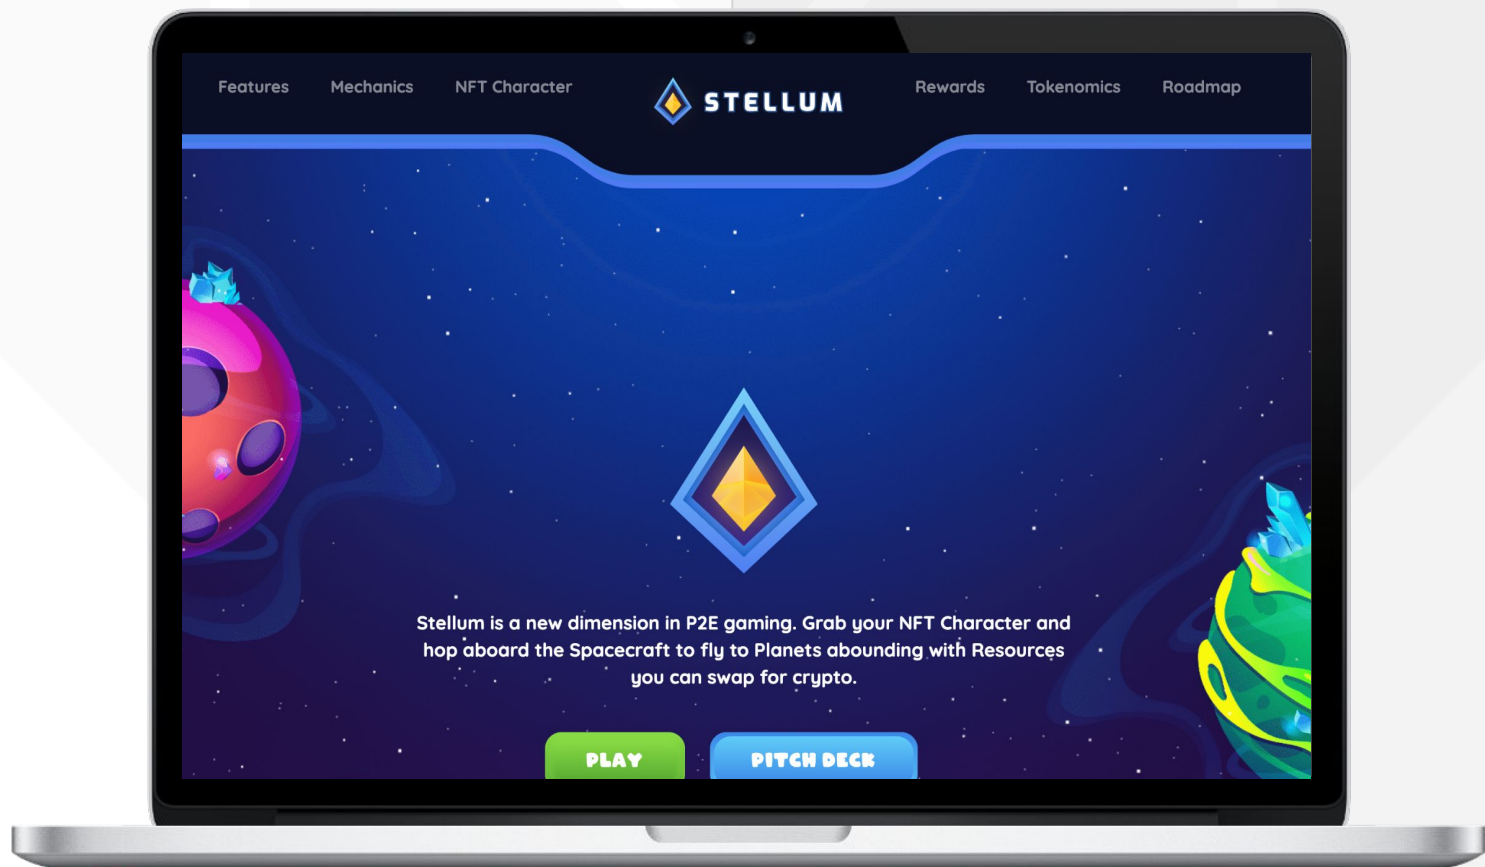 Features Mechanics NFT Character STELLUM Rewards Tokenomics Roadmap
Stellum is a new dimension in P2E gaming. Grab your NFT Character and
hop aboard the Spacecraft to fly to Planets abounding with Resources
you can swap for crypto.
PLAY PITCH DECK